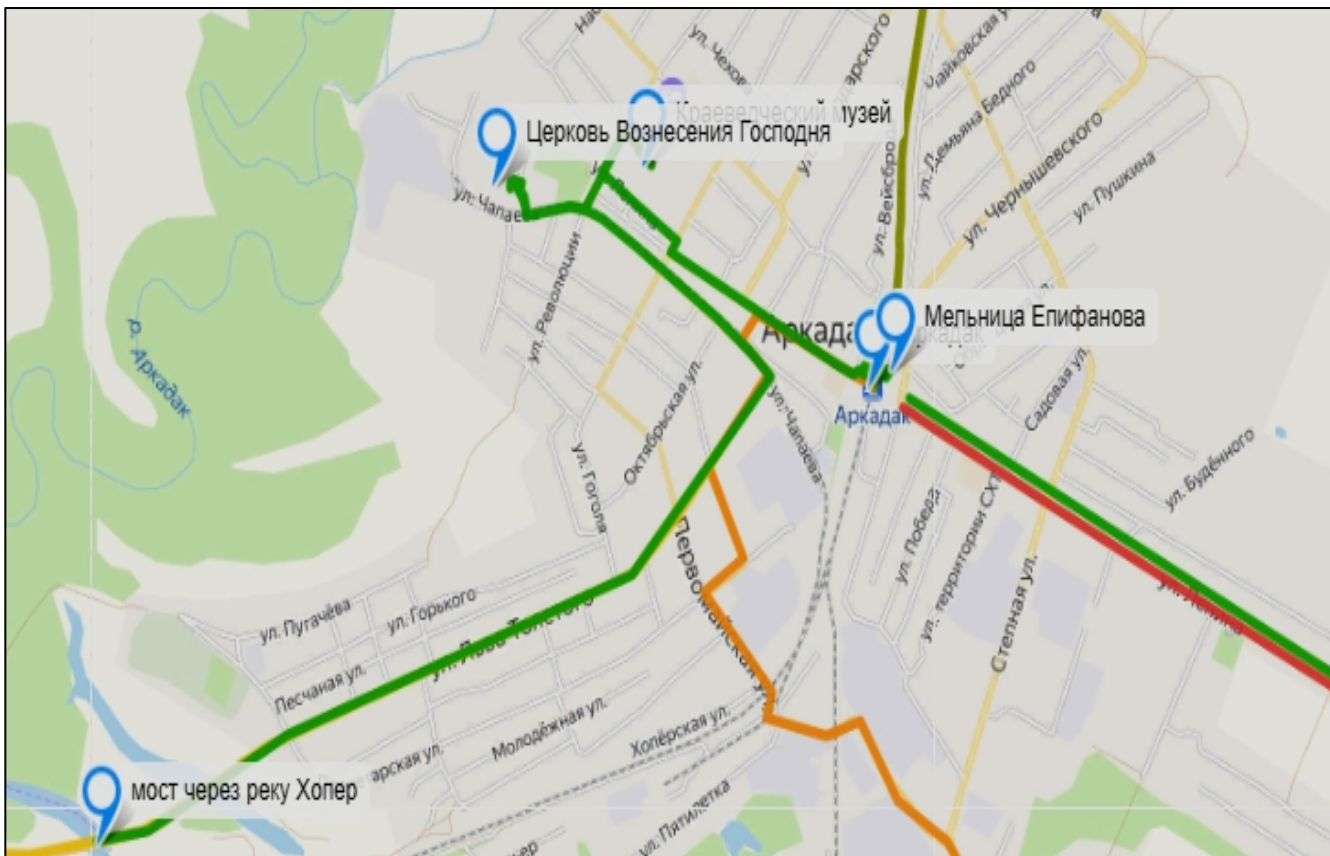 ул. Чехова
Чайковская ул.
Краеведческий музей
Церковь Вознесения Господня
ул. Демьяна Бедного
ул. Вейсброда
ул. Чернышевского
ул. Пушкина
ул. Чапаева
ул. Революции
р. Аркадак
Мельница Епифанова
Аркадак
Садовая ул.
Октябрьская ул.
ул. Чапаева
ул. Будённого
ул. Гоголя
ул. Победы
ул. территории СХТ
Первомайская ул.
Степная ул.
ул. Ленина
ул. Пугачёва
ул. Горького
ул. Льва Толстого
Песчаная ул.
Молодёжная ул.
Хопёрская ул.
мост через реку Хопер
ул. Пятилетка